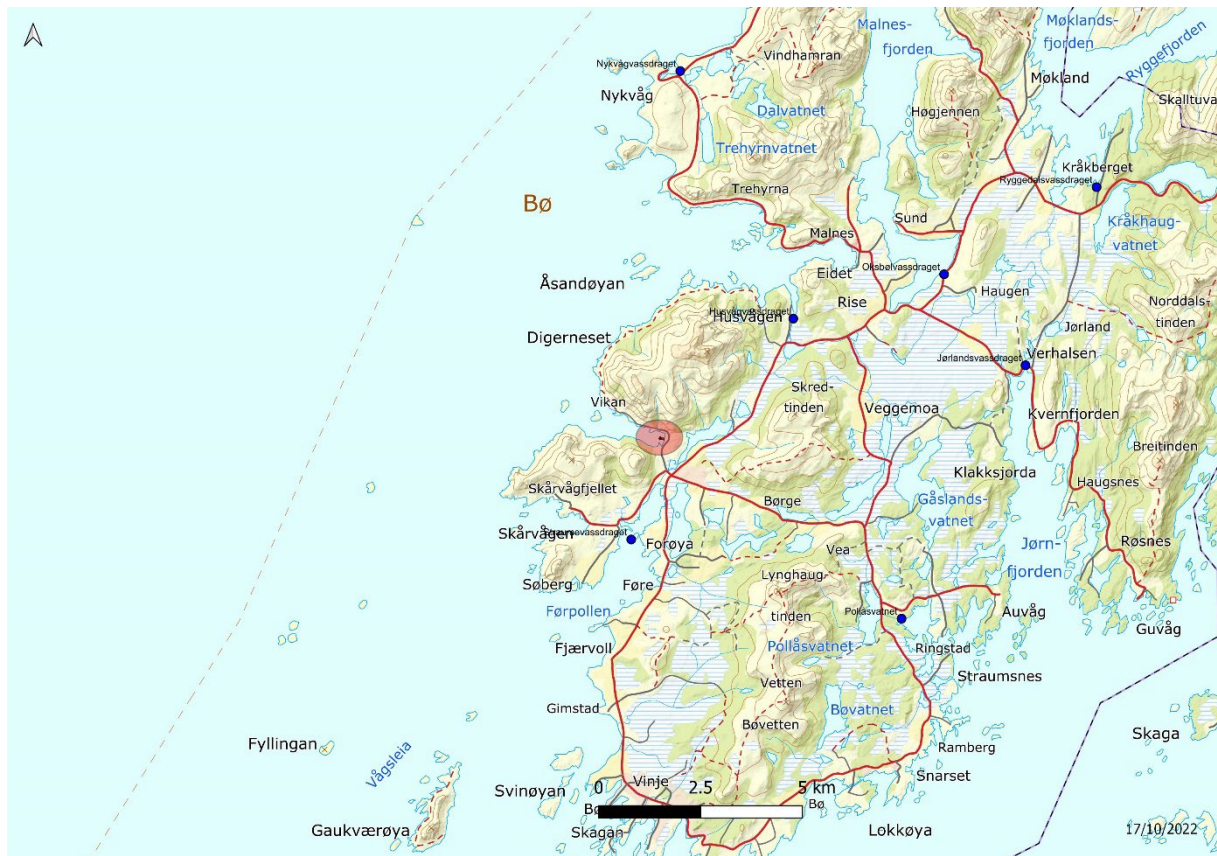 Malnes-
fjorden
Møklands-
fjorden
Ryggefjorden
Vindhamran
Nykvågvassdraget
Møkland
Nykvåg
Dalvatnet
Høgjennen
Skalltuva
Trehyrnvatnet
Kråkberget
Ryggedalsvassdraget
Trehyrna
Bø
Sund
Kråkhaug-
vatnet
Malnes
Eidet
Oksbølvassdraget
Åsandøyan
Haugen
Rise
Norddals-
tinden
Husvågvassdraget
Husvågen
Jørland
Digerneset
Verhalsen
Jørlandsvassdraget
Skred-
tinden
Vikan
Veggemoa
Kvernfjorden
Breitinden
Klakksjorda
Haugsnes
Skårvågfjellet
Børge
Gåslands-
vatnet
Skårvågen
Forøya
Jørn-
fjorden
Røsnes
Vea
Søberg
Føre
Lynghaug
tinden
Førpollen
Pollåsvatnet
Auvåg
Guvåg
Fjærvoll
Pollåsvatnet
Ringstad
Straumsnes
Vetten
Gimstad
Bøvatnet
Bøvetten
Skaga
Fyllingan
Vågsleia
Ramberg
Snarset
Vinje
0 2.5 5 km
Svinøyan
Bø
Gaukværøya
Skagan
Lokkøya
17/10/2022